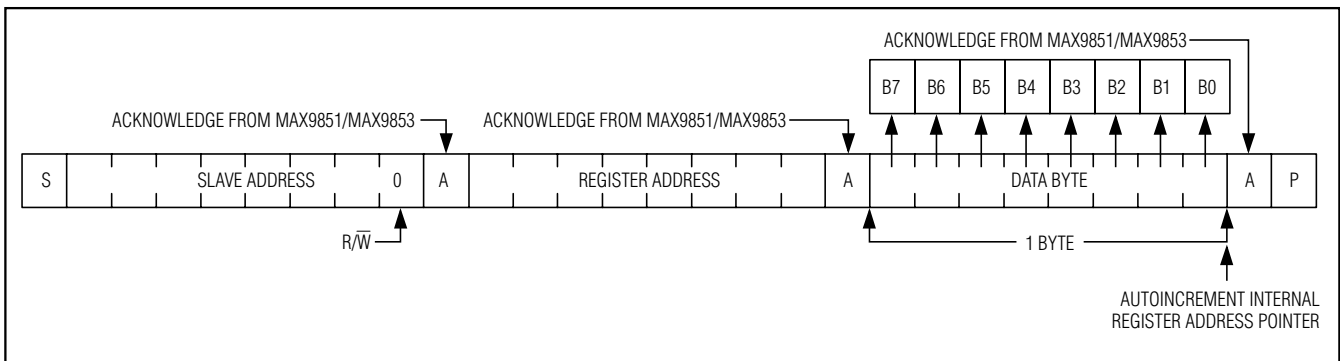 ACKNOWLEDGE FROM MAX9851/MAX9853
B7 B6 B5 B4 B3 B2 B1 B0
ACKNOWLEDGE FROM MAX9851/MAX9853 ACKNOWLEDGE FROM MAX9851/MAX9853
S SLAVE ADDRESS 0 A REGISTER ADDRESS A DATA BYTE A P
R/W̅ 1 BYTE
AUTOINCREMENT INTERNAL
REGISTER ADDRESS POINTER